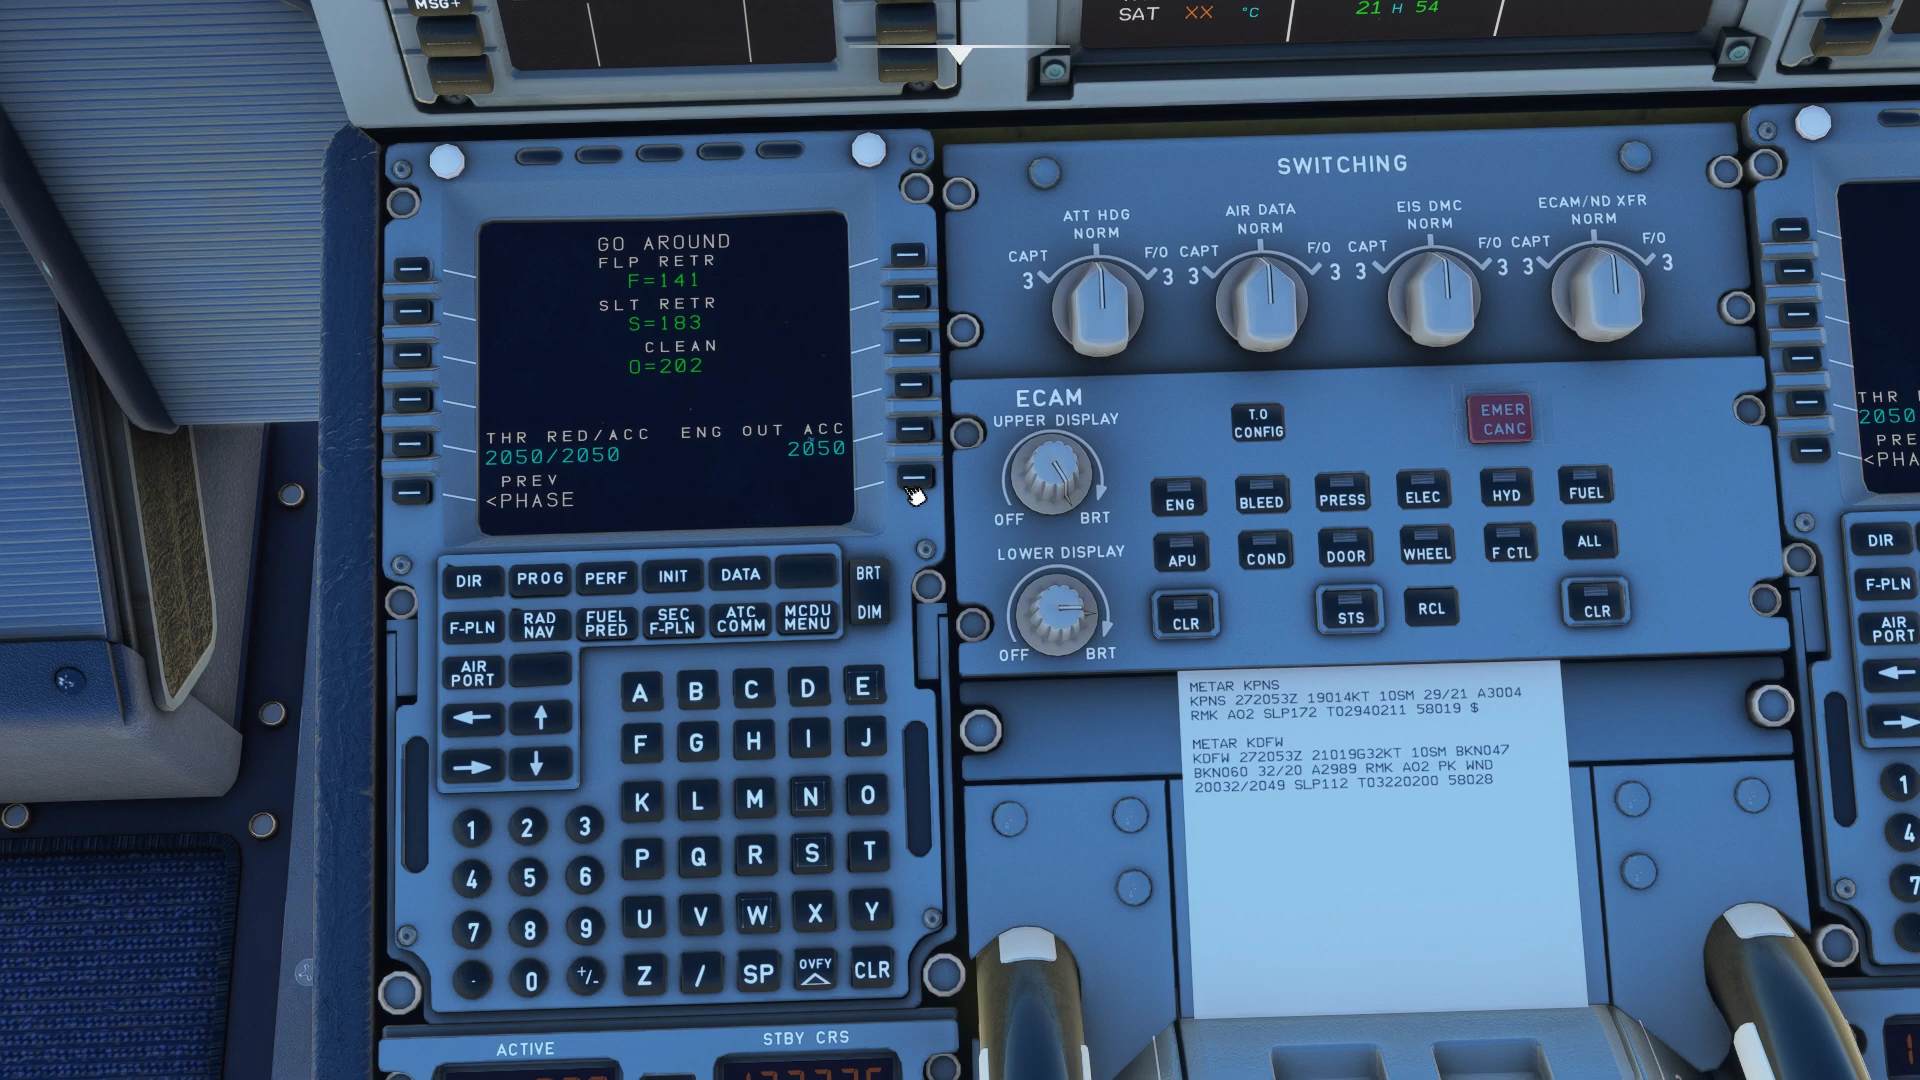 MSG+
SAT XX °C
21 H 54
GO AROUND
FLP RETR
F=141
SLT RETR
S=183
CLEAN
O=202
THR RED/ACC ENG OUT ACC
2050/2050 2050
PREV
<PHASE
SWITCHING
ATT HDG
NORM
CAPT 3
F/O 3
AIR DATA
NORM
CAPT 3
F/O 3
EIS DMC
NORM
CAPT 3
F/O 3
ECAM/ND XFR
NORM
CAPT 3
F/O 3
ECAM
UPPER DISPLAY
OFF BRT
LOWER DISPLAY
OFF BRT
T.O
CONFIG
EMER
CANC
ENG BLEED PRESS ELEC HYD FUEL
APU COND DOOR WHEEL F CTL ALL
CLR STS RCL CLR
DIR PROG PERF INIT DATA
BRT
DIM
F-PLN RAD NAV FUEL PRED SEC F-PLN ATC COMM MCDU MENU
AIR PORT
A B C D E
F G H I J
K L M N O
P Q R S T
U V W X Y
Z / SP OVFY CLR
1 2 3
4 5 6
7 8 9
. 0 +/-
METAR KPNS
KPNS 272053Z 19014KT 10SM 29/21 A3004
RMK AO2 SLP172 T02940211 58019 $
METAR KDFW
KDFW 272053Z 21019G32KT 10SM BKN047
BKN060 32/20 A2989 RMK AO2 PK WND
20032/2049 SLP112 T03220200 58028
ACTIVE
STBY CRS
THR
2050
PRE
<PHA
DIR
F-PLN
AIR
PORT
1
4
7